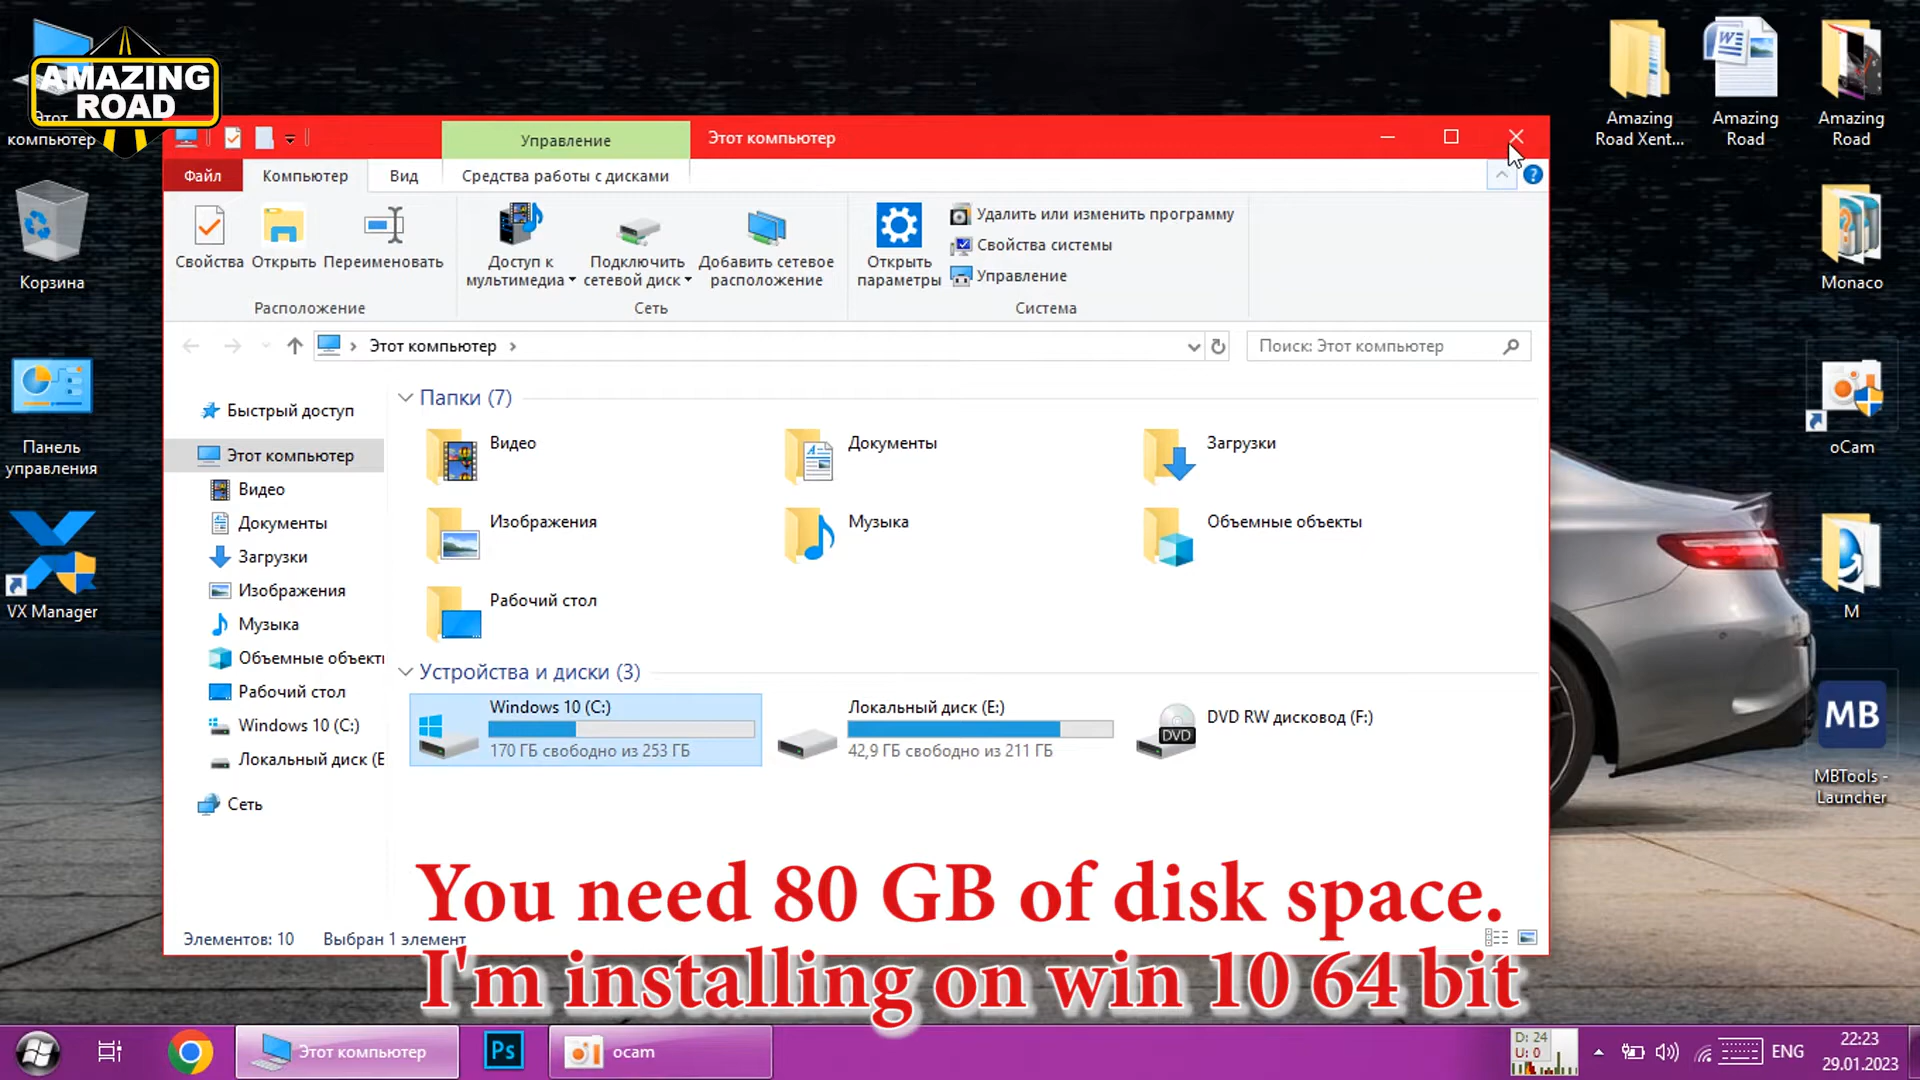 AMAZING
ROAD
Этот
компьютер
Корзина
Панель
управления
VX Manager
Управление
Этот компьютер
Файл
Компьютер
Вид
Средства работы с дисками
Свойства
Открыть
Переименовать
Расположение
Доступ к
мультимедиа
Подключить
сетевой диск
Добавить сетевое
расположение
Сеть
Открыть
параметры
Удалить или изменить программу
Свойства системы
Управление
Система
Этот компьютер
Поиск: Этот компьютер
Быстрый доступ
Этот компьютер
Видео
Документы
Загрузки
Изображения
Музыка
Объемные объекты
Рабочий стол
Windows 10 (C:)
Локальный диск (E
Сеть
Папки (7)
Видео
Документы
Загрузки
Изображения
Музыка
Объемные объекты
Рабочий стол
Устройства и диски (3)
Windows 10 (C:)
170 ГБ свободно из 253 ГБ
Локальный диск (E:)
42,9 ГБ свободно из 211 ГБ
DVD
DVD RW дисковод (F:)
Элементов: 10
Выбран 1 элемент
You need 80 GB of disk space.
I'm installing on win 10 64 bit
Amazing
Road Xent...
Amazing
Road
Amazing
Road
Monaco
oCam
M
MB
MBTools -
Launcher
Этот компьютер
Ps
ocam
D: 24
U: 0
ENG
22:23
29.01.2023